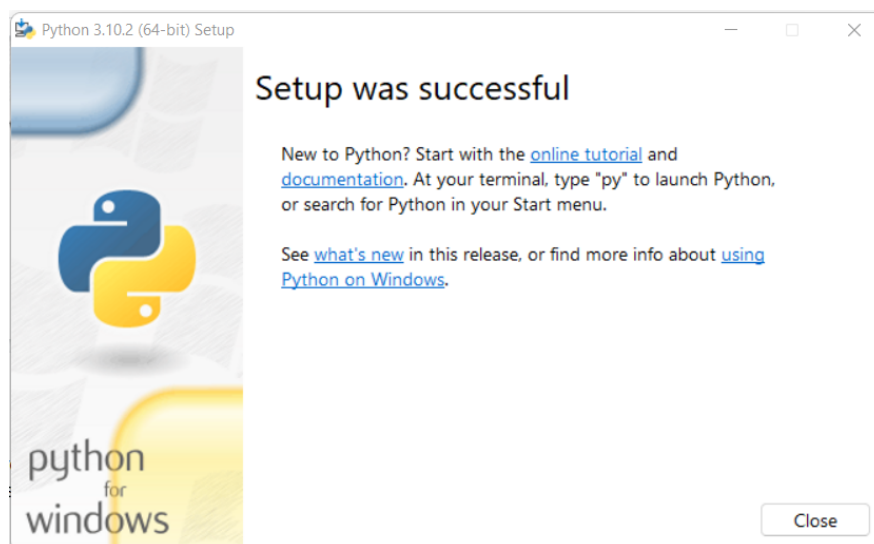 Python 3.10.2 (64-bit) Setup
Setup was successful
New to Python? Start with the online tutorial and
documentation. At your terminal, type "py" to launch Python,
or search for Python in your Start menu.
See what's new in this release, or find more info about using
Python on Windows.
python
for
windows
Close